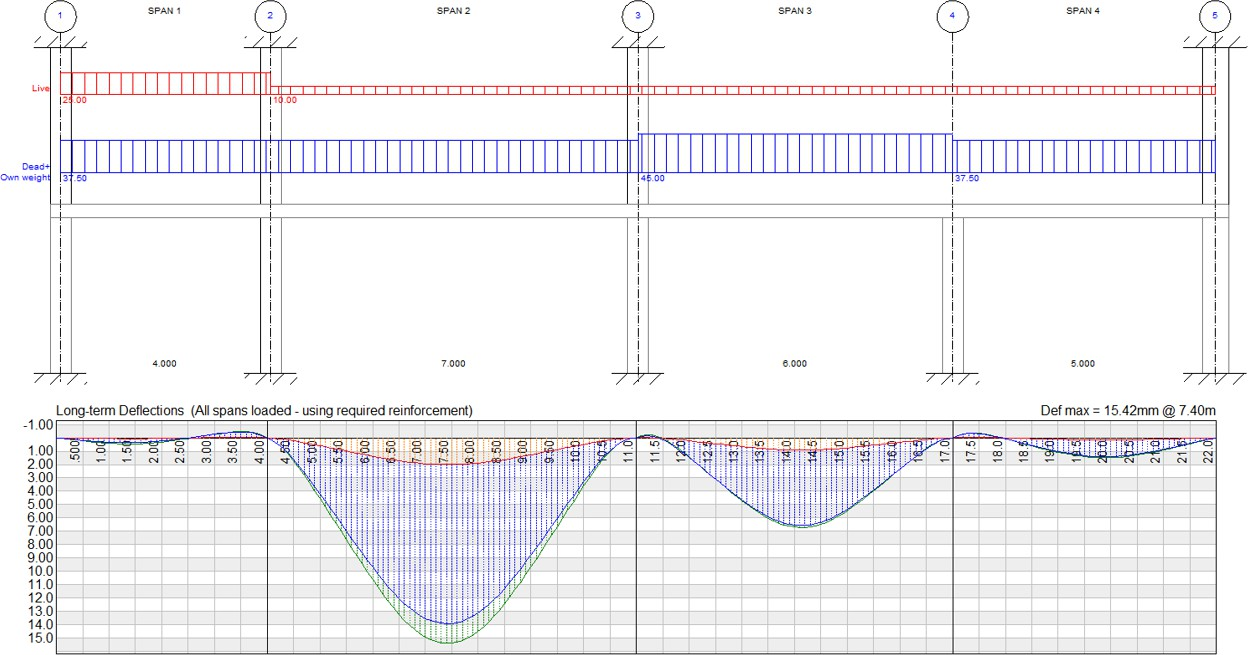 SPAN 1 SPAN 2 SPAN 3 SPAN 4
1 2 3 4 5
Live
25.00 10.00
Dead+
Own weight
37.50 45.00 37.50
4.000 7.000 6.000 5.000
Long-term Deflections (All spans loaded - using required reinforcement) Def max = 15.42mm @ 7.40m
-1.00
.500 1.00 1.50 2.00 2.50 3.00 3.50 4.00 4.50 5.00 5.50 6.00 6.50 7.00 7.50 8.00 8.50 9.00 9.50 10.0 10.5 11.0 11.5 12.0 12.5 13.0 13.5 14.0 14.5 15.0 15.5 16.0 16.5 17.0 17.5 18.0 18.5 19.0 19.5 20.0 20.5 21.0 21.5 22.0
1.00
2.00
3.00
4.00
5.00
6.00
7.00
8.00
9.00
10.0
11.0
12.0
13.0
14.0
15.0